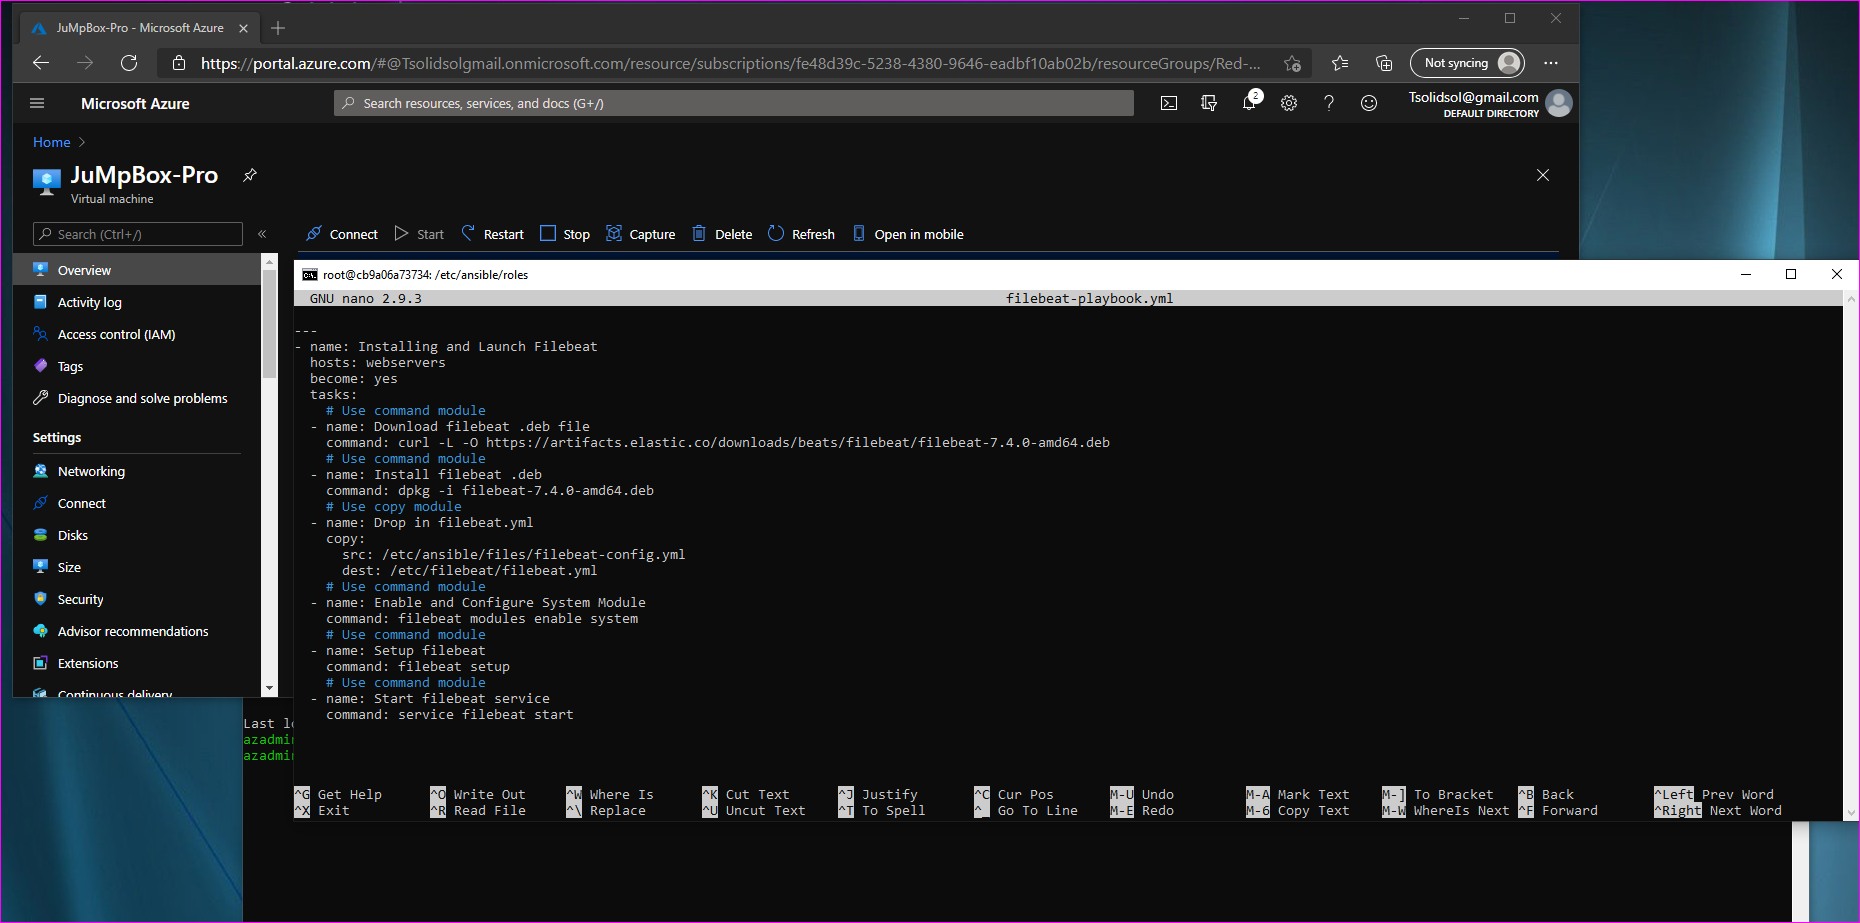 JuMpBox-Pro - Microsoft Azure
https://portal.azure.com/#@Tsolidsolgmail.onmicrosoft.com/resource/subscriptions/fe48d39c-5238-4380-9646-eadbf10ab02b/resourceGroups/Red-...
Not syncing
Microsoft Azure
Search resources, services, and docs (G+/)
2
Tsolidsol@gmail.com
DEFAULT DIRECTORY
Home >
JuMpBox-Pro
Virtual machine
Search (Ctrl+/)
«
Connect Start Restart Stop Capture Delete Refresh Open in mobile
Overview
Activity log
Access control (IAM)
Tags
Diagnose and solve problems
Settings
Networking
Connect
Disks
Size
Security
Advisor recommendations
Extensions
Continuous delivery
root@cb9a06a73734: /etc/ansible/roles
GNU nano 2.9.3 filebeat-playbook.yml
---
- name: Installing and Launch Filebeat
hosts: webservers
become: yes
tasks:
# Use command module
- name: Download filebeat .deb file
command: curl -L -O https://artifacts.elastic.co/downloads/beats/filebeat/filebeat-7.4.0-amd64.deb
# Use command module
- name: Install filebeat .deb
command: dpkg -i filebeat-7.4.0-amd64.deb
# Use copy module
- name: Drop in filebeat.yml
copy:
src: /etc/ansible/files/filebeat-config.yml
dest: /etc/filebeat/filebeat.yml
# Use command module
- name: Enable and Configure System Module
command: filebeat modules enable system
# Use command module
- name: Setup filebeat
command: filebeat setup
# Use command module
- name: Start filebeat service
command: service filebeat start
^G Get Help ^O Write Out ^W Where Is ^K Cut Text ^J Justify ^C Cur Pos M-U Undo M-A Mark Text M-] To Bracket ^B Back ^Left Prev Word
^X Exit ^R Read File ^\ Replace ^U Uncut Text ^T To Spell ^_ Go To Line M-E Redo M-6 Copy Text M-W WhereIs Next ^F Forward ^Right Next Word
Last
azadmi
azadmi